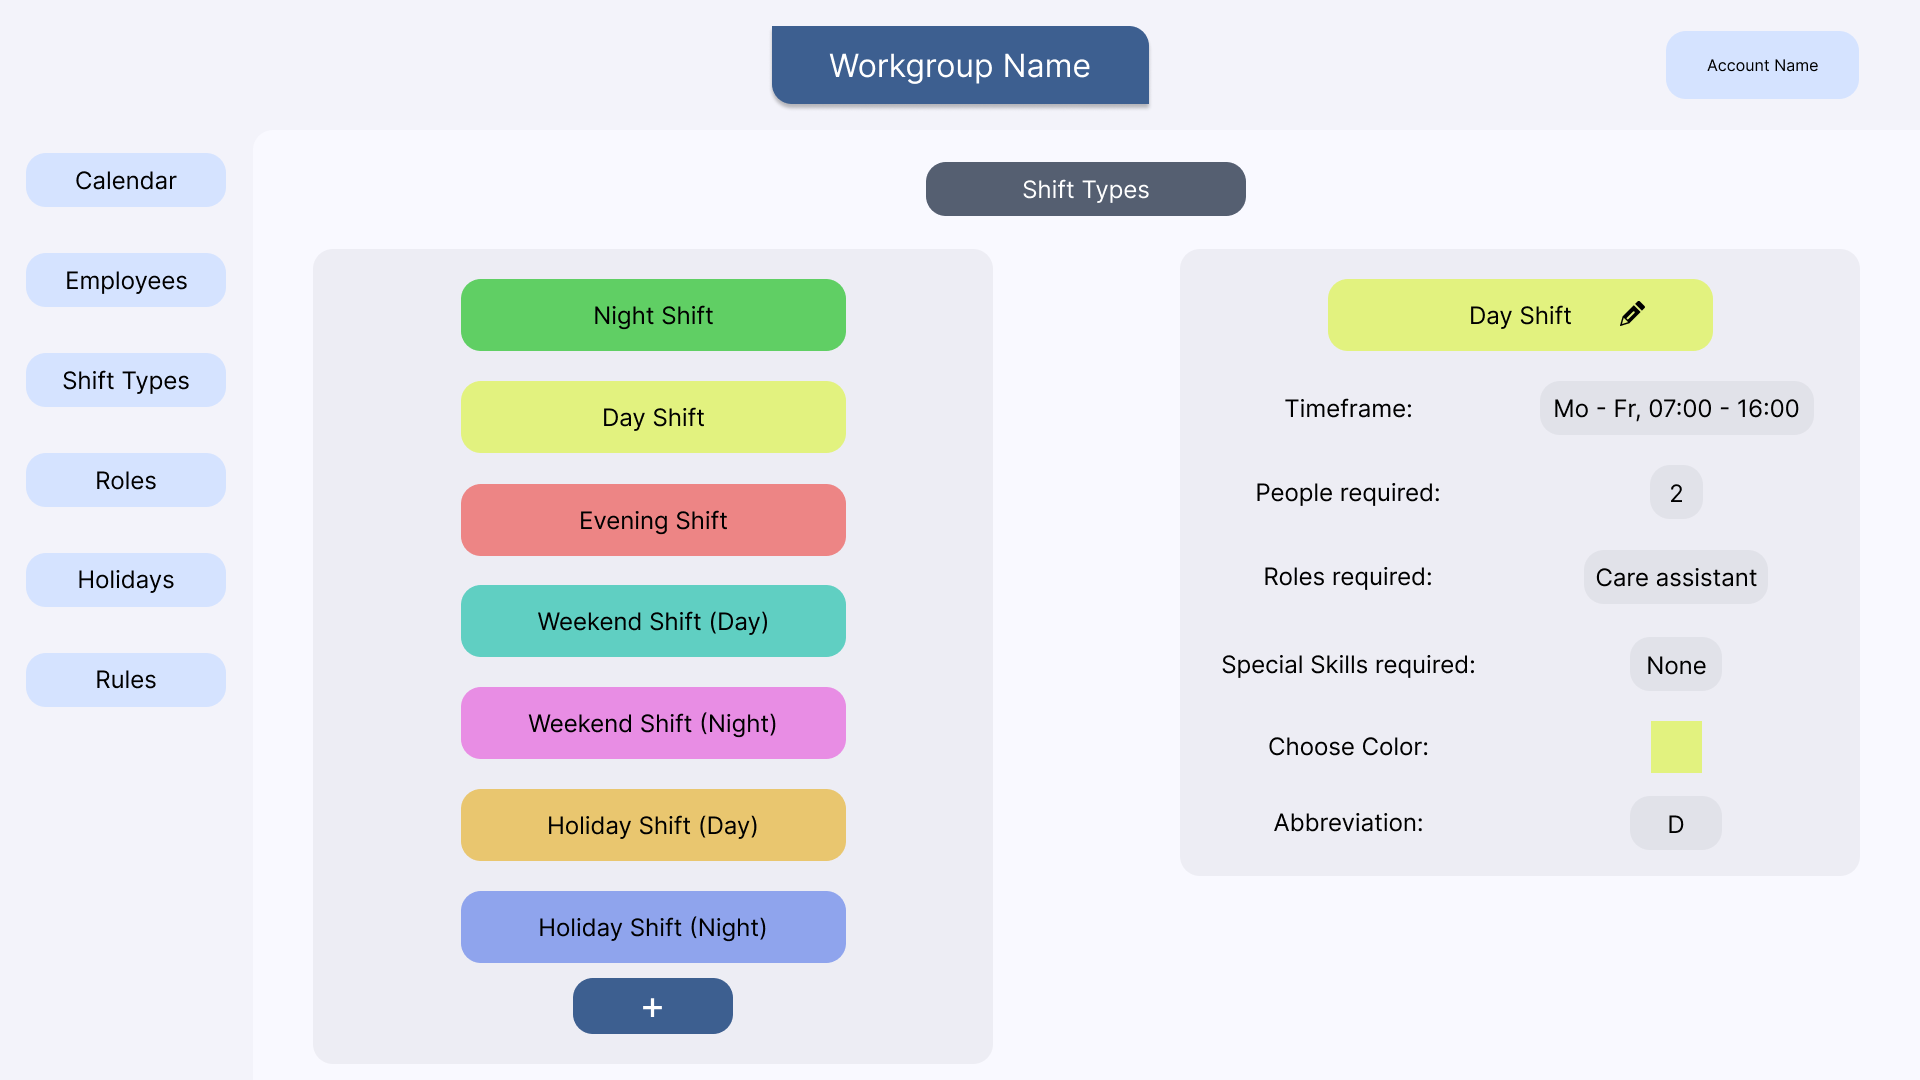 Workgroup Name
Account Name
Calendar
Employees
Shift Types
Roles
Holidays
Rules
Shift Types
Night Shift
Day Shift
Evening Shift
Weekend Shift (Day)
Weekend Shift (Night)
Holiday Shift (Day)
Holiday Shift (Night)
+
Day Shift
Timeframe: Mo - Fr, 07:00 - 16:00
People required: 2
Roles required: Care assistant
Special Skills required: None
Choose Color:
Abbreviation: D